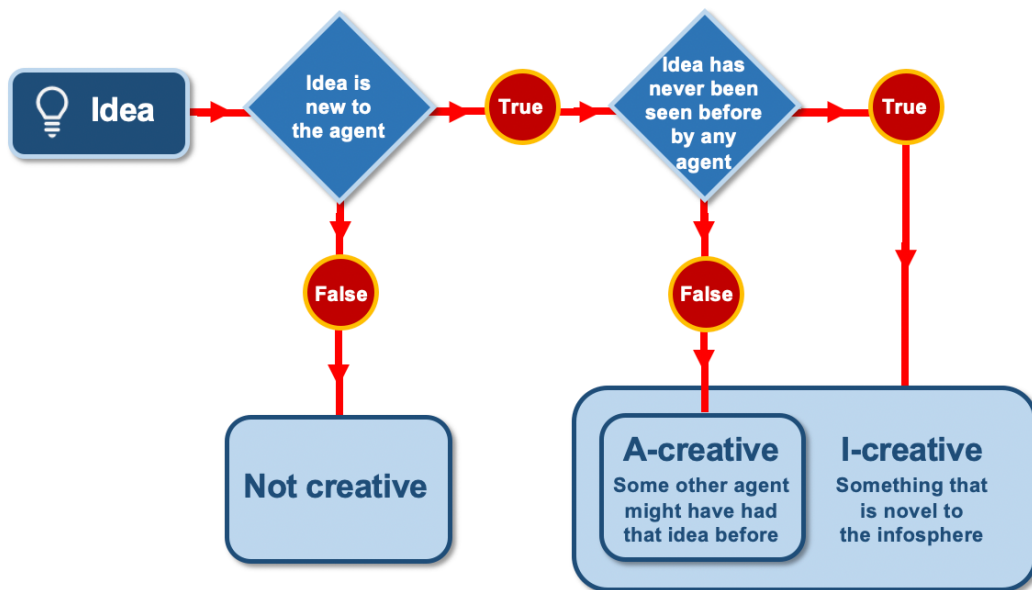 Idea
Idea is
new to
the agent
True
Idea has
never been
seen before
by any
agent
True
False
False
Not creative
A-creative
Some other agent
might have had
that idea before
I-creative
Something that
is novel to
the infosphere